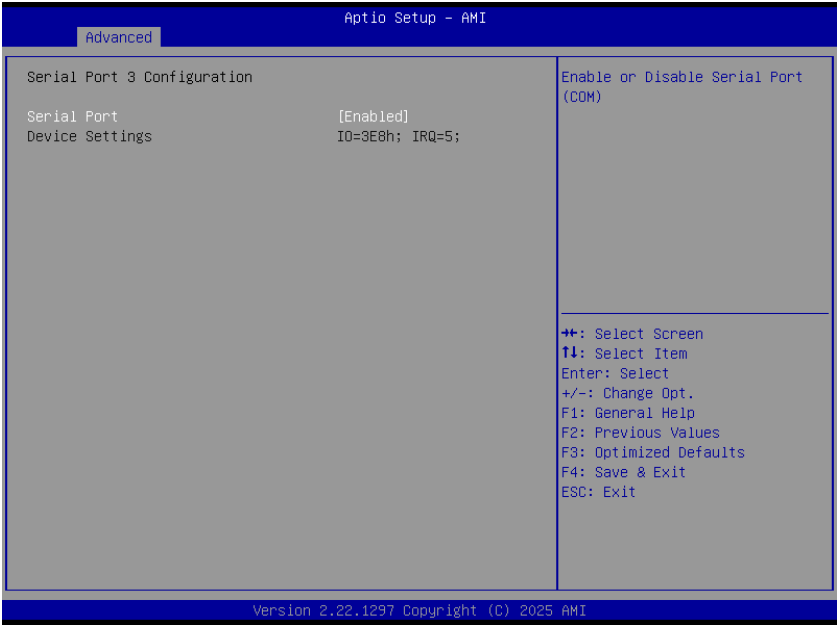 Aptio Setup – AMI
Advanced
Serial Port 3 Configuration
Serial Port [Enabled]
Device Settings IO=3E8h; IRQ=5;
Enable or Disable Serial Port
(COM)
→←: Select Screen
↑↓: Select Item
Enter: Select
+/-: Change Opt.
F1: General Help
F2: Previous Values
F3: Optimized Defaults
F4: Save & Exit
ESC: Exit
Version 2.22.1297 Copyright (C) 2025 AMI